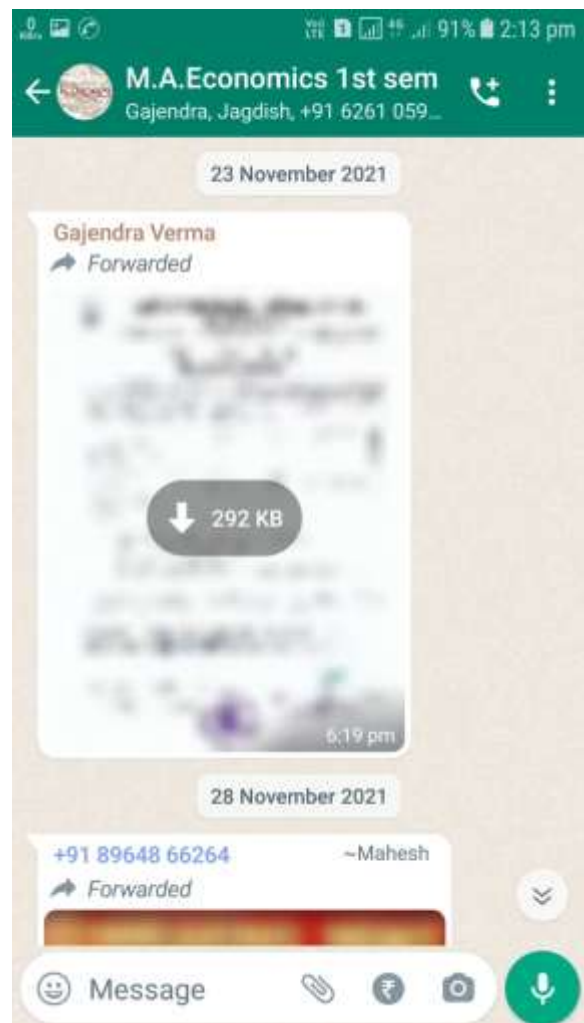 91% 2:13 pm
M.A.Economics 1st sem
Gajendra, Jagdish, +91 6261 059...
23 November 2021
Gajendra Verma
Forwarded
292 KB
6:19 pm
28 November 2021
+91 89648 66264 ~Mahesh
Forwarded
Message